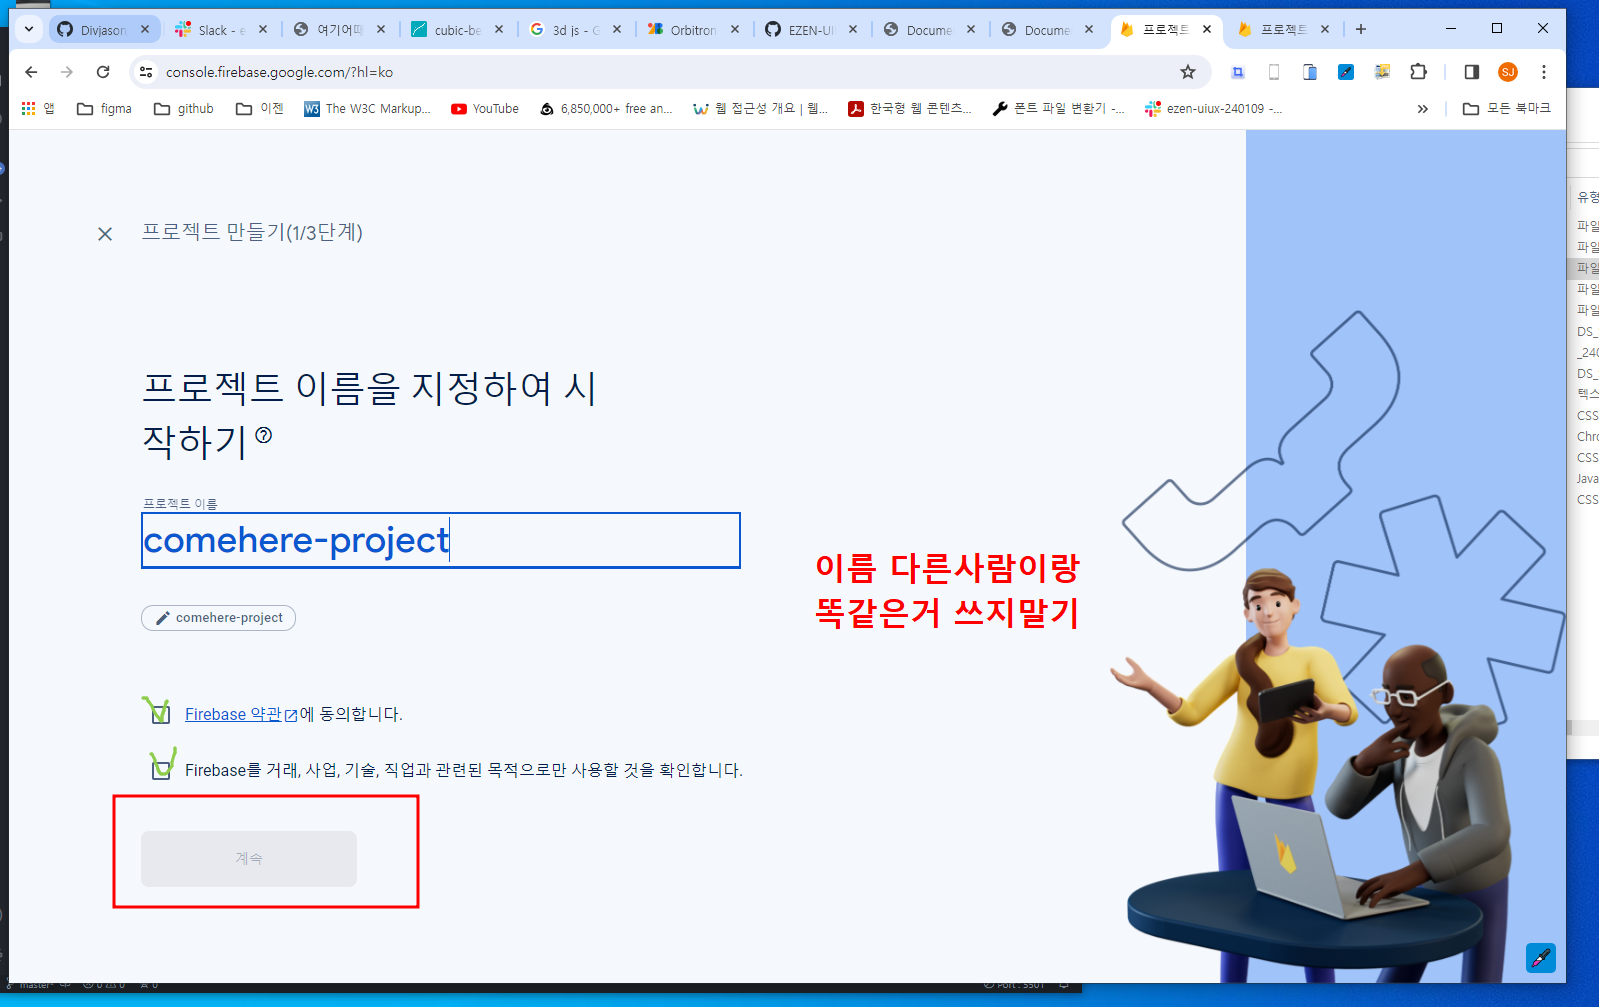 Divjason
Slack - e
여기어때
cubic-be
3d js - G
Orbitron
EZEN-UI
Docume
Docume
프로젝트
프로젝트
console.firebase.google.com/?hl=ko
SJ
앱
figma
github
이젠
The W3C Markup...
YouTube
6,850,000+ free an...
웹 접근성 개요 | 웹...
한국형 웹 콘텐츠...
폰트 파일 변환기 -...
ezen-uiux-240109 -...
모든 북마크
프로젝트 만들기(1/3단계)
프로젝트 이름을 지정하여 시
작하기
프로젝트 이름
comehere-project
이름 다른사람이랑
똑같은거 쓰지말기
comehere-project
Firebase 약관에 동의합니다.
Firebase를 거래, 사업, 기술, 직업과 관련된 목적으로만 사용할 것을 확인합니다.
계속
유형
파일
파일
파일
파일
파일
DS_
_240
DS_
텍스
CSS
Chro
CSS
Java
CSS
master*
Port : 5501